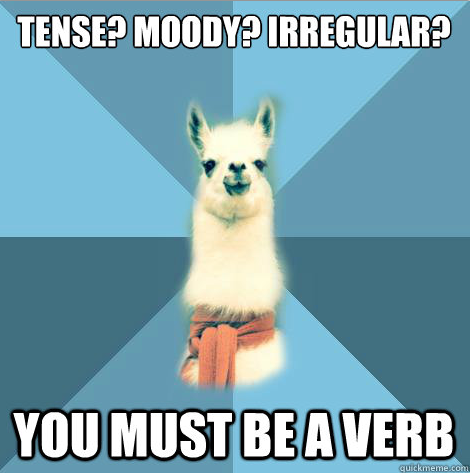 TENSE? MOODY? IRREGULAR?
YOU MUST BE A VERB
quickmeme.com